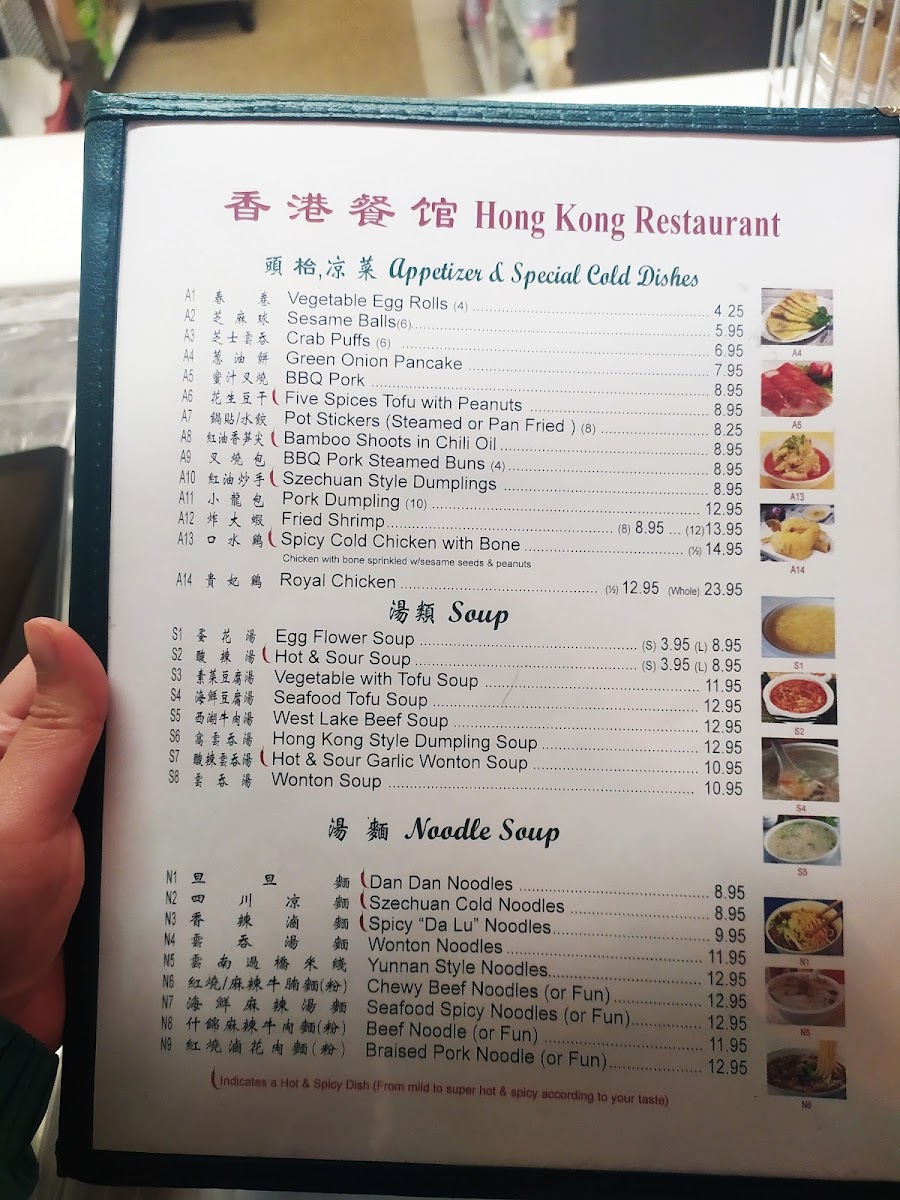 香港餐馆 Hong Kong Restaurant
頭枱,凉菜 Appetizer & Special Cold Dishes
A1 春卷 Vegetable Egg Rolls (4) 4.25
A2 芝麻球 Sesame Balls(6) 5.95
A3 芝士雲吞 Crab Puffs (6) 6.95
A4 蔥油餅 Green Onion Pancake 7.95
A5 蜜汁叉燒 BBQ Pork 8.95
A6 花生豆干 Five Spices Tofu with Peanuts 8.95
A7 鍋貼/水餃 Pot Stickers (Steamed or Pan Fried ) (8) 8.25
A8 紅油香笋尖 Bamboo Shoots in Chili Oil 8.95
A9 叉燒包 BBQ Pork Steamed Buns (4) 8.95
A10 紅油炒手 Szechuan Style Dumplings 8.95
A11 小龍包 Pork Dumpling (10) 12.95
A12 炸大蝦 Fried Shrimp (8) 8.95 ... (12)13.95
A13 口水鷄 Spicy Cold Chicken with Bone (½) 14.95
Chicken with bone sprinkled w/sesame seeds & peanuts
A14 貴妃鷄 Royal Chicken (½) 12.95 (Whole) 23.95
湯類 Soup
S1 蛋花湯 Egg Flower Soup (S) 3.95 (L) 8.95
S2 酸辣湯 Hot & Sour Soup (S) 3.95 (L) 8.95
S3 素菜豆腐湯 Vegetable with Tofu Soup 11.95
S4 海鮮豆腐湯 Seafood Tofu Soup 12.95
S5 西湖牛肉湯 West Lake Beef Soup 12.95
S6 窩雲吞湯 Hong Kong Style Dumpling Soup 12.95
S7 酸辣雲吞湯 Hot & Sour Garlic Wonton Soup 10.95
S8 雲吞湯 Wonton Soup 10.95
湯麵 Noodle Soup
N1 旦旦麵 Dan Dan Noodles 8.95
N2 四川凉麵 Szechuan Cold Noodles 8.95
N3 香辣滷麵 Spicy “Da Lu” Noodles 9.95
N4 雲吞湯麵 Wonton Noodles 11.95
N5 雲南過橋米綫 Yunnan Style Noodles 12.95
N6 紅燒/麻辣牛腩麵(粉) Chewy Beef Noodles (or Fun) 12.95
N7 海鮮麻辣湯麵 Seafood Spicy Noodles (or Fun) 12.95
N8 什錦麻辣牛肉麵(粉) Beef Noodle (or Fun) 11.95
N9 紅燒滷花肉麵(粉) Braised Pork Noodle (or Fun) 12.95
Indicates a Hot & Spicy Dish (From mild to super hot & spicy according to your taste)
A4
A5
A13
A14
S1
S2
S4
S5
N1
N5
N6